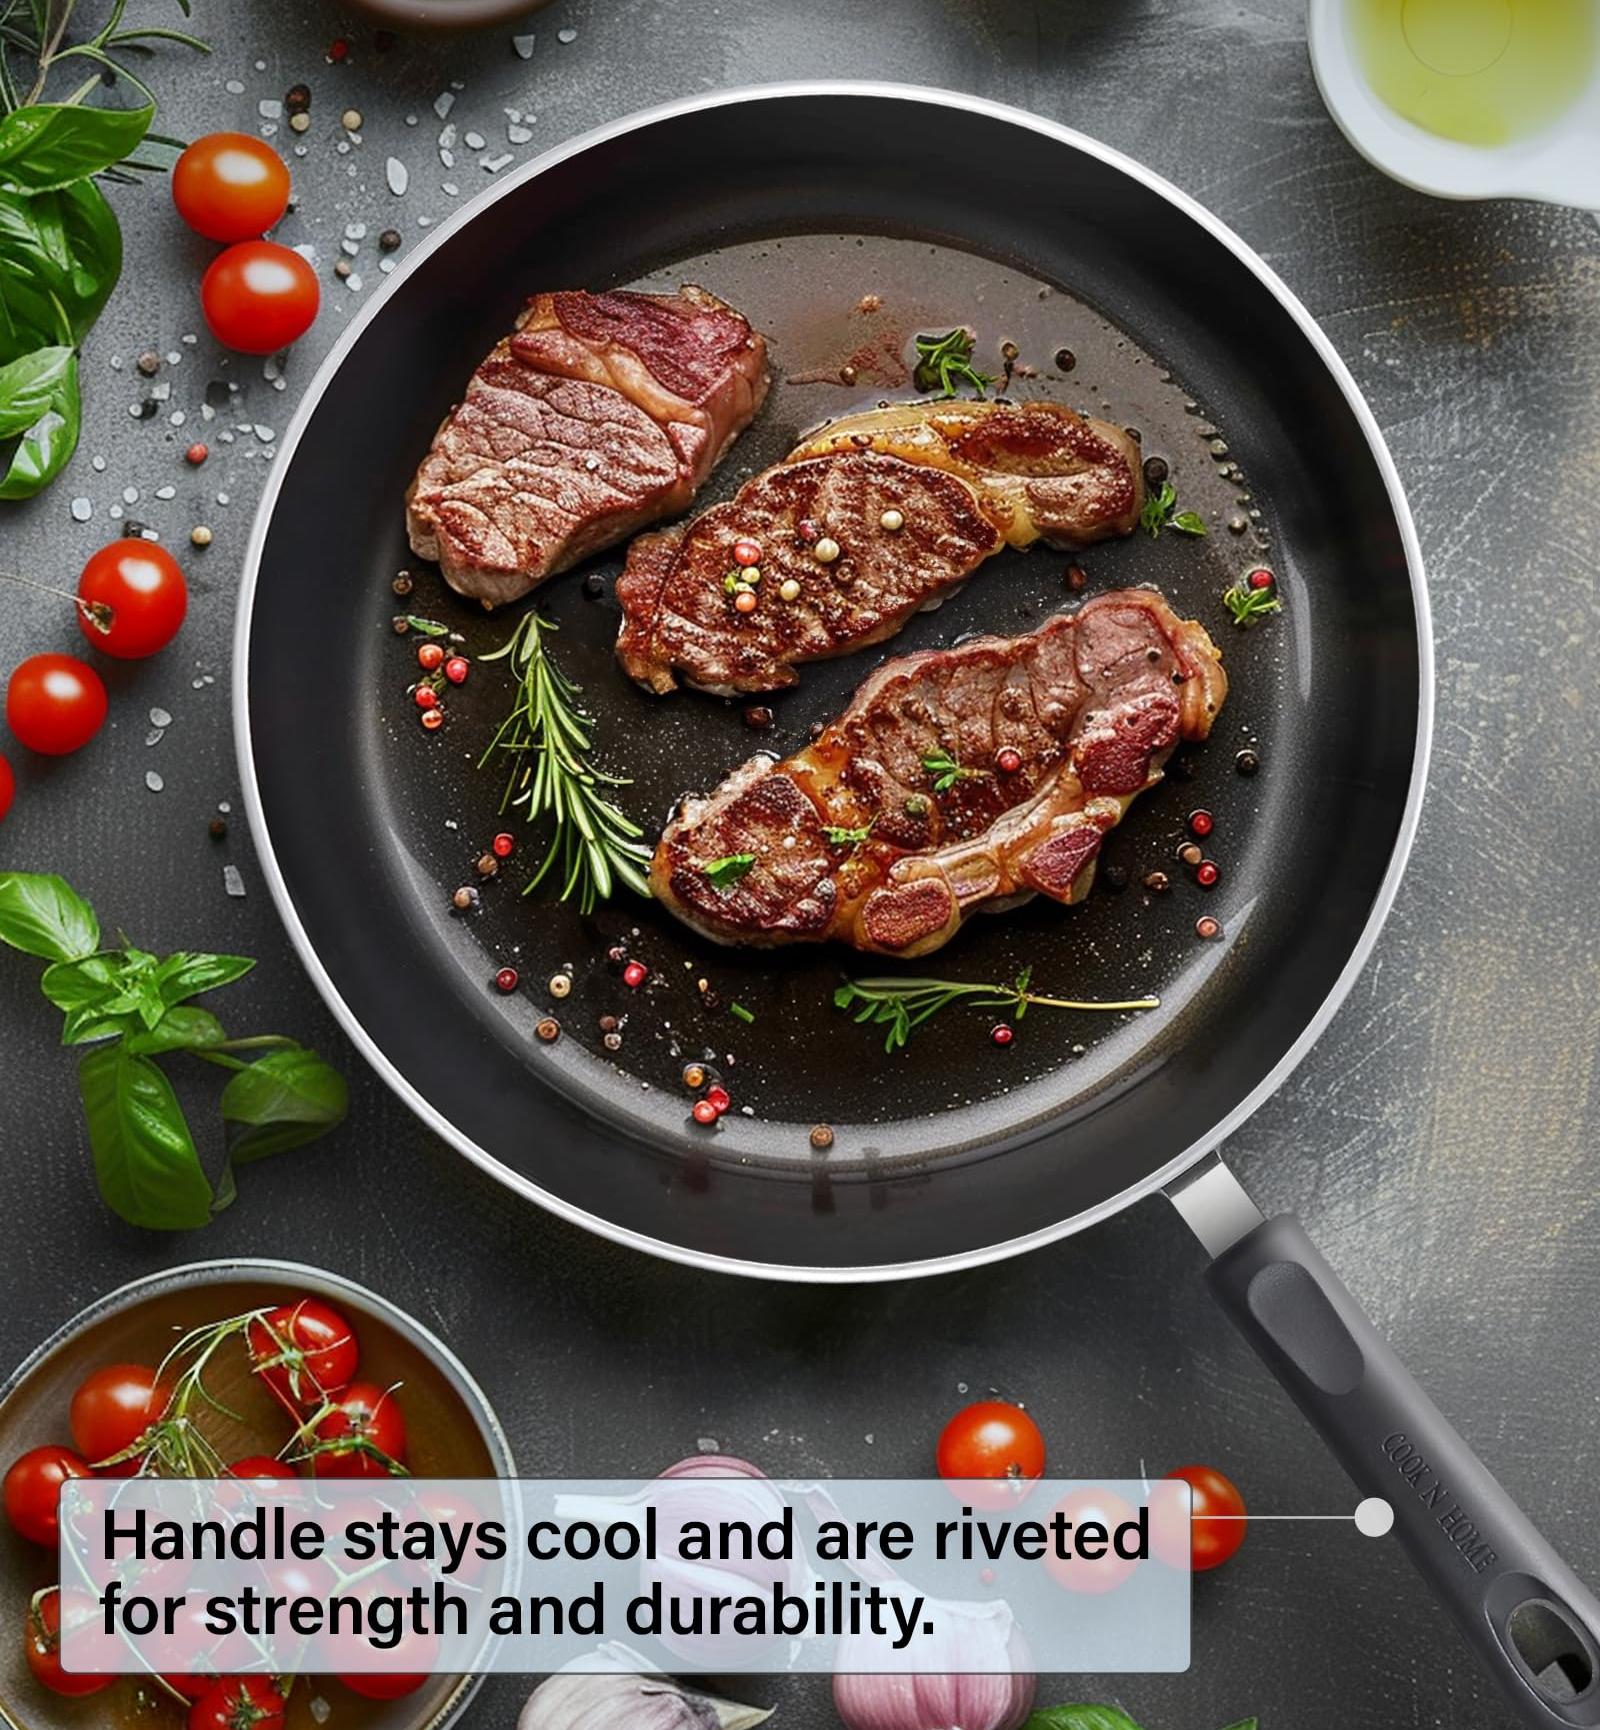 COOK N HOME
Handle stays cool and are riveted
for strength and durability.